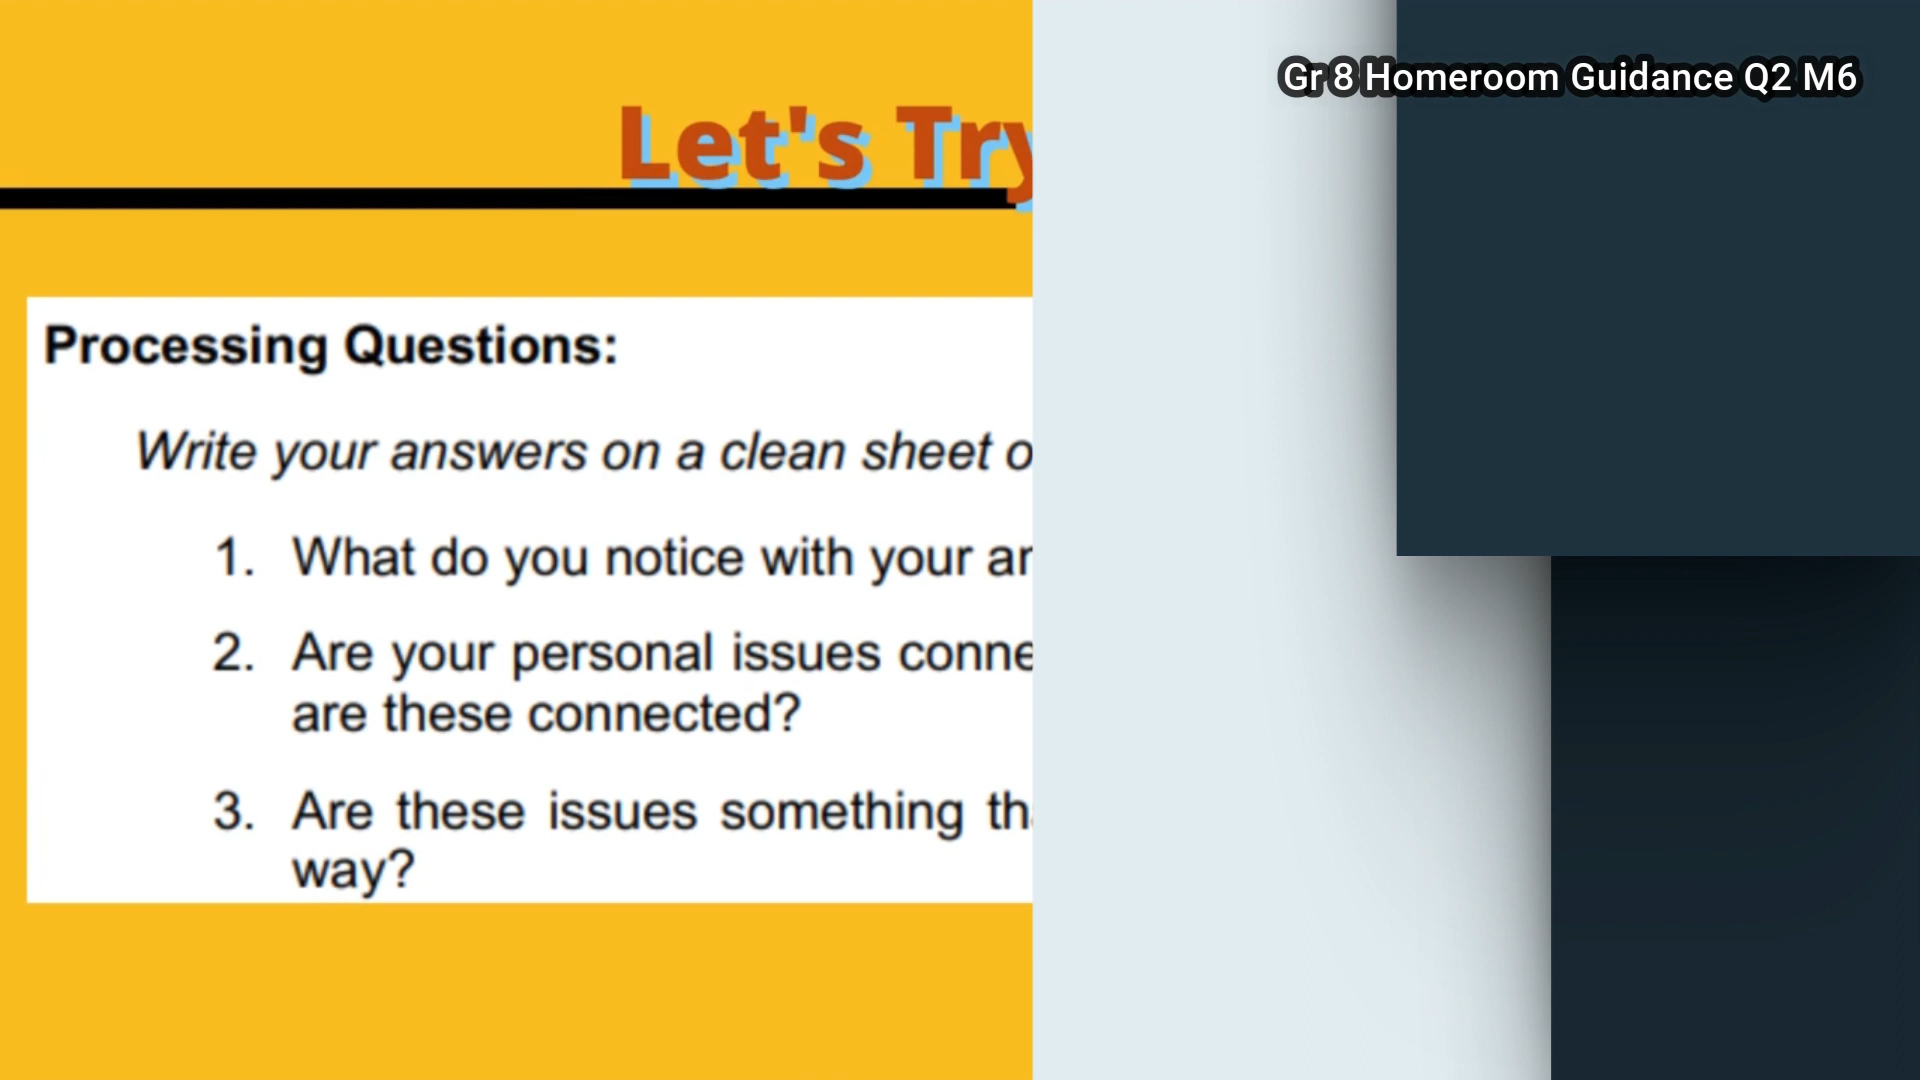 Gr 8 Homeroom Guidance Q2 M6
Let's Try
Processing Questions:
Write your answers on a clean sheet o
1. What do you notice with your ar
2. Are your personal issues conne
are these connected?
3. Are these issues something tha
way?